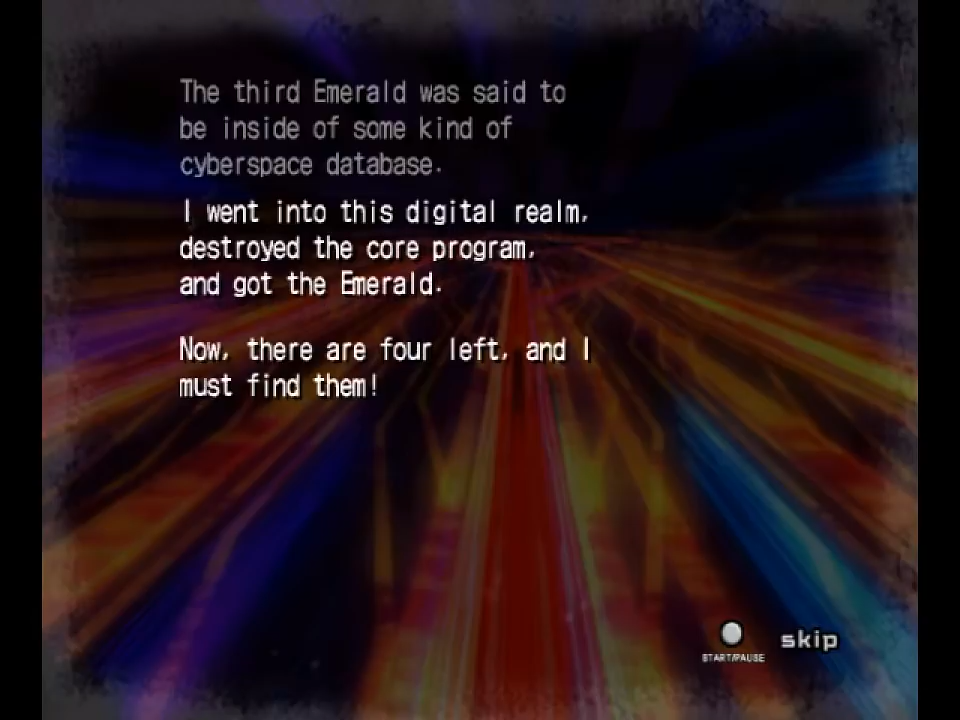 The third Emerald was said to
be inside of some kind of
cyberspace database.
I went into this digital realm,
destroyed the core program,
and got the Emerald.
Now, there are four left, and I
must find them!
skip
START/PAUSE